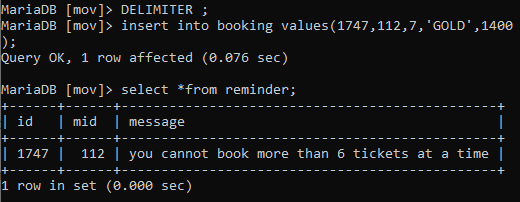 MariaDB [mov]> DELIMITER ;
MariaDB [mov]> insert into booking values(1747,112,7,'GOLD',1400
);
Query OK, 1 row affected (0.076 sec)
MariaDB [mov]> select *from reminder;
+------+------+-----------------------------------------------+
| id   | mid  | message                                       |
+------+------+-----------------------------------------------+
| 1747 |  112 | you cannot book more than 6 tickets at a time |
+------+------+-----------------------------------------------+
1 row in set (0.000 sec)